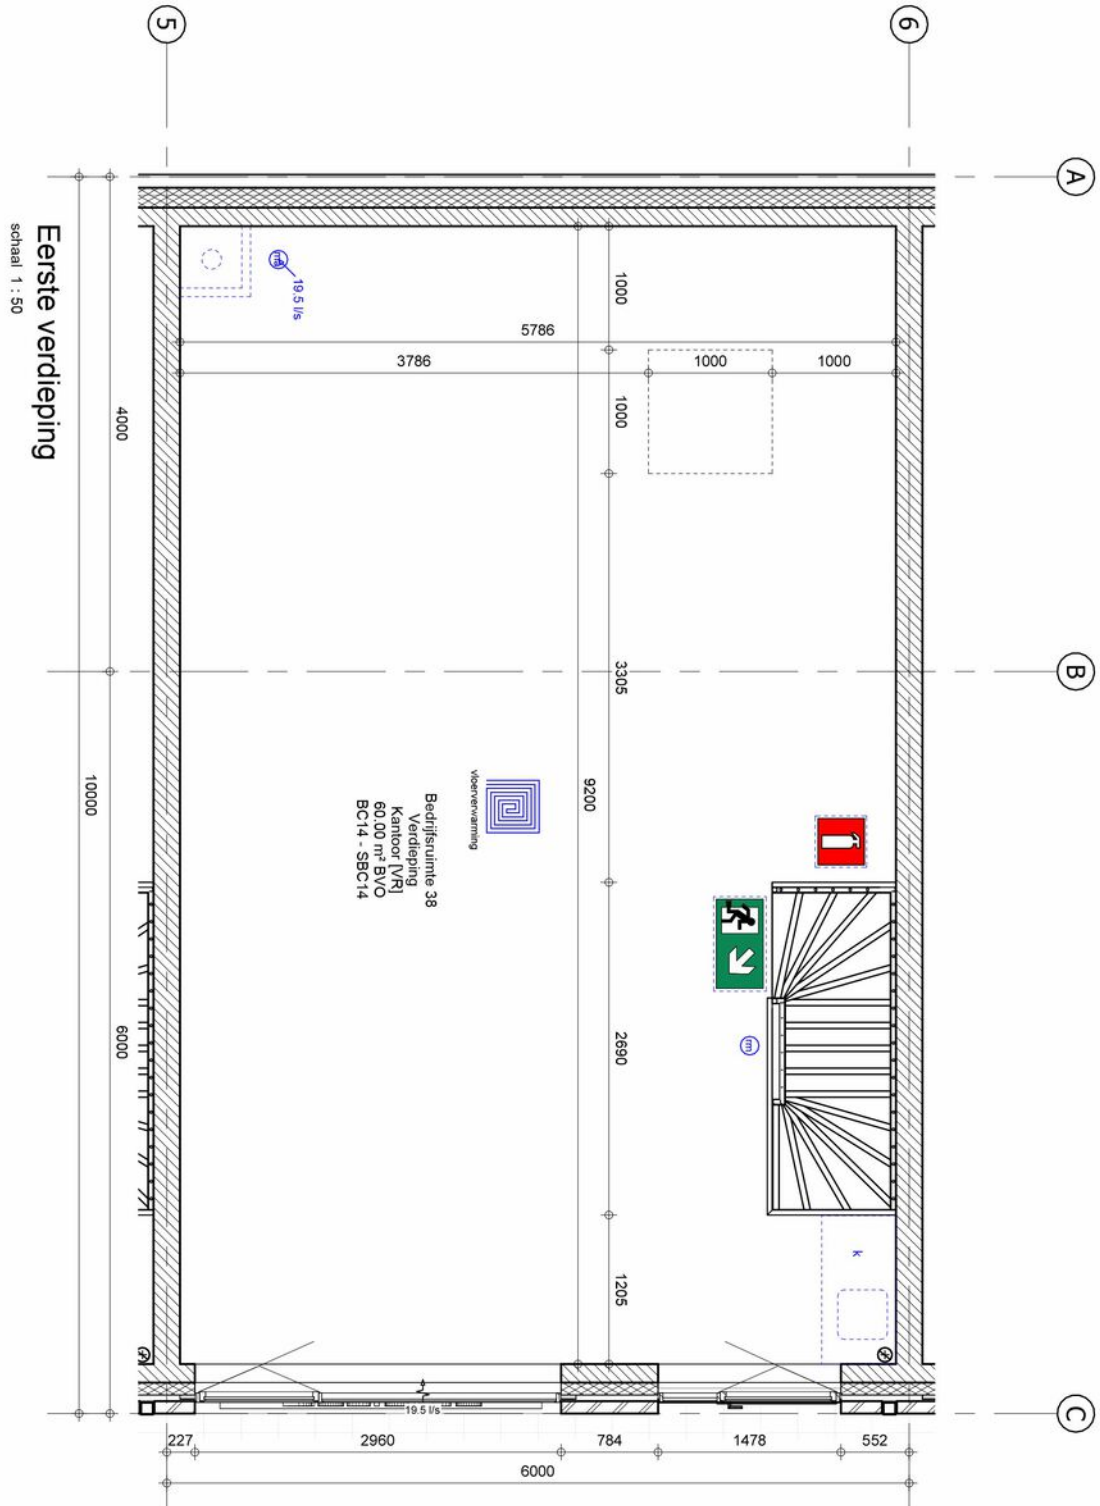 5
6
A
B
C
Eerste verdieping
schaal 1 : 50
19.5 l/s
1000
5786
3786
1000
1000
1000
4000
3305
9200
10000
vloerverwarming
Bedrijfsruimte 38
Verdieping
Kantoor [VR]
60.00 m² BVO
BC14 - SBC14
rm
2690
6000
k
1205
19.5 l/s
227
2960
784
1478
552
6000